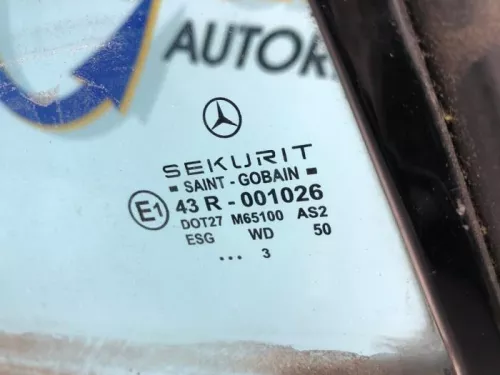 AUTOR
SEKURIT
SAINT - GOBAIN
E1 43 R - 001026
DOT27 M65100 AS2
ESG WD 50
... 3